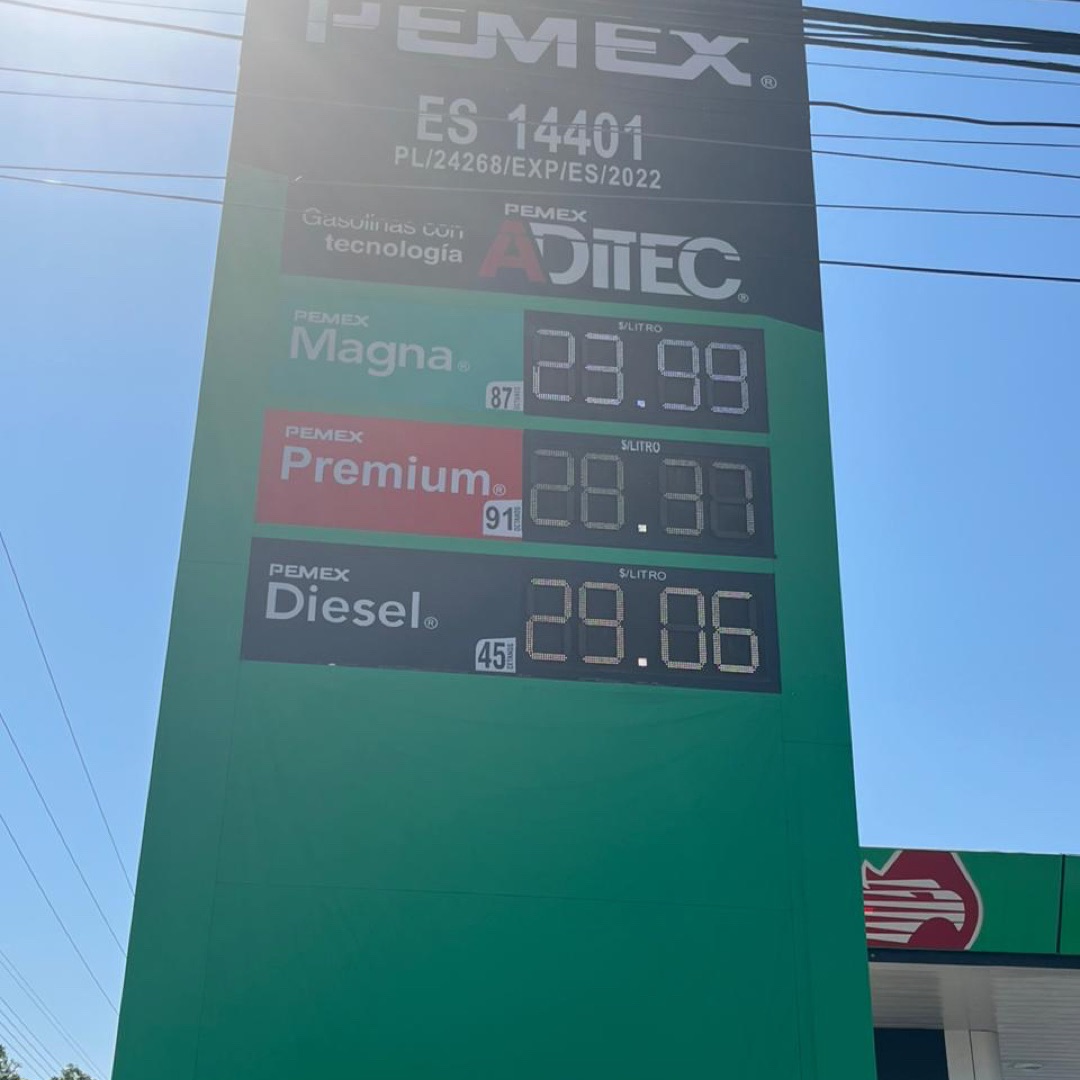 PEMEX®
ES 14401
PL/24268/EXP/ES/2022
Gasolinas con tecnología
PEMEX
ADITEC®
PEMEX
Magna®
87
$/LITRO
23.99
PEMEX
Premium®
91
$/LITRO
28.37
PEMEX
Diesel®
45
$/LITRO
29.06